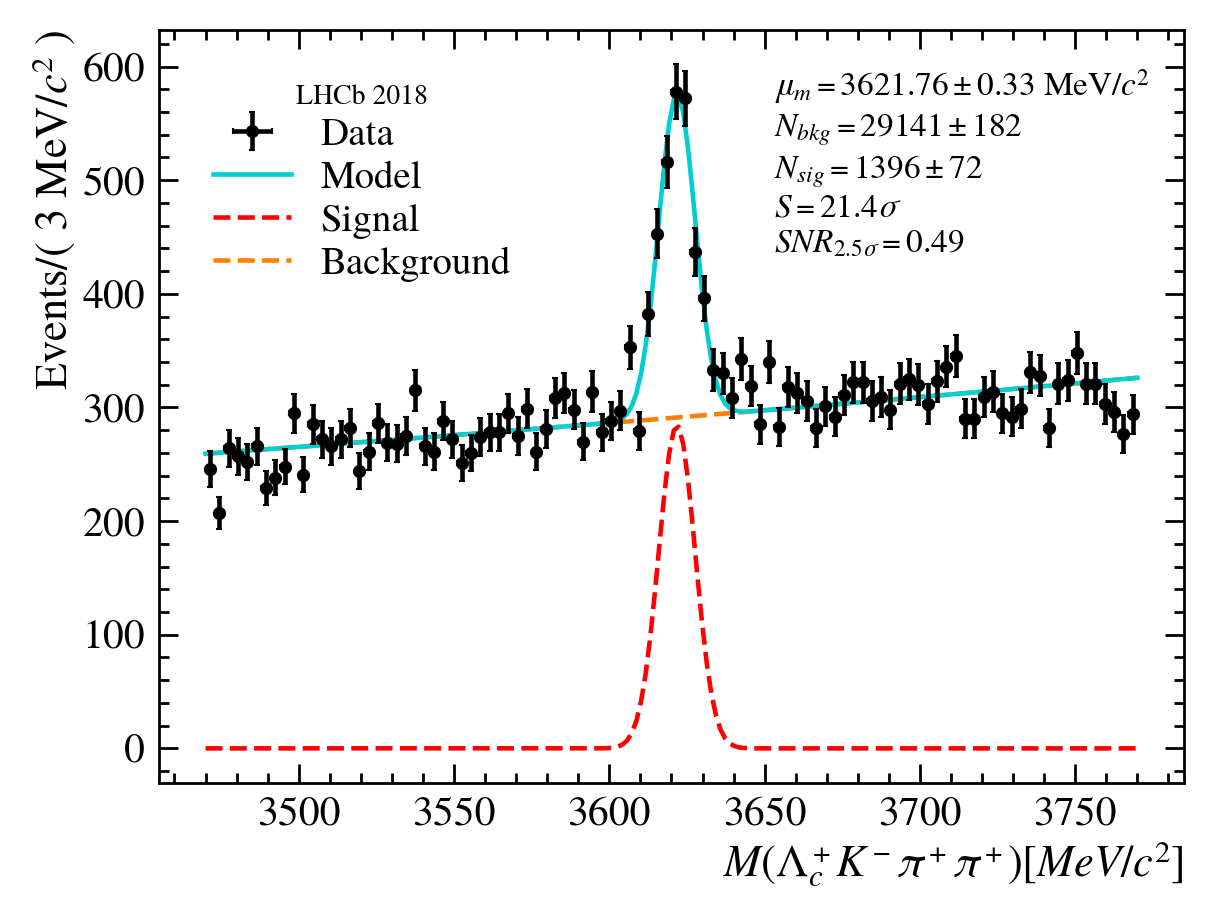 LHCb 2018
Data
Model
Signal
Background
μ_m = 3621.76 ± 0.33 MeV/c²
N_bkg = 29141 ± 182
N_sig = 1396 ± 72
S = 21.4σ
SNR_2.5σ = 0.49
Events/( 3 MeV/c² )
600
500
400
300
200
100
0
3500 3550 3600 3650 3700 3750
M(Λ_c⁺K⁻π⁺π⁺)[MeV/c²]